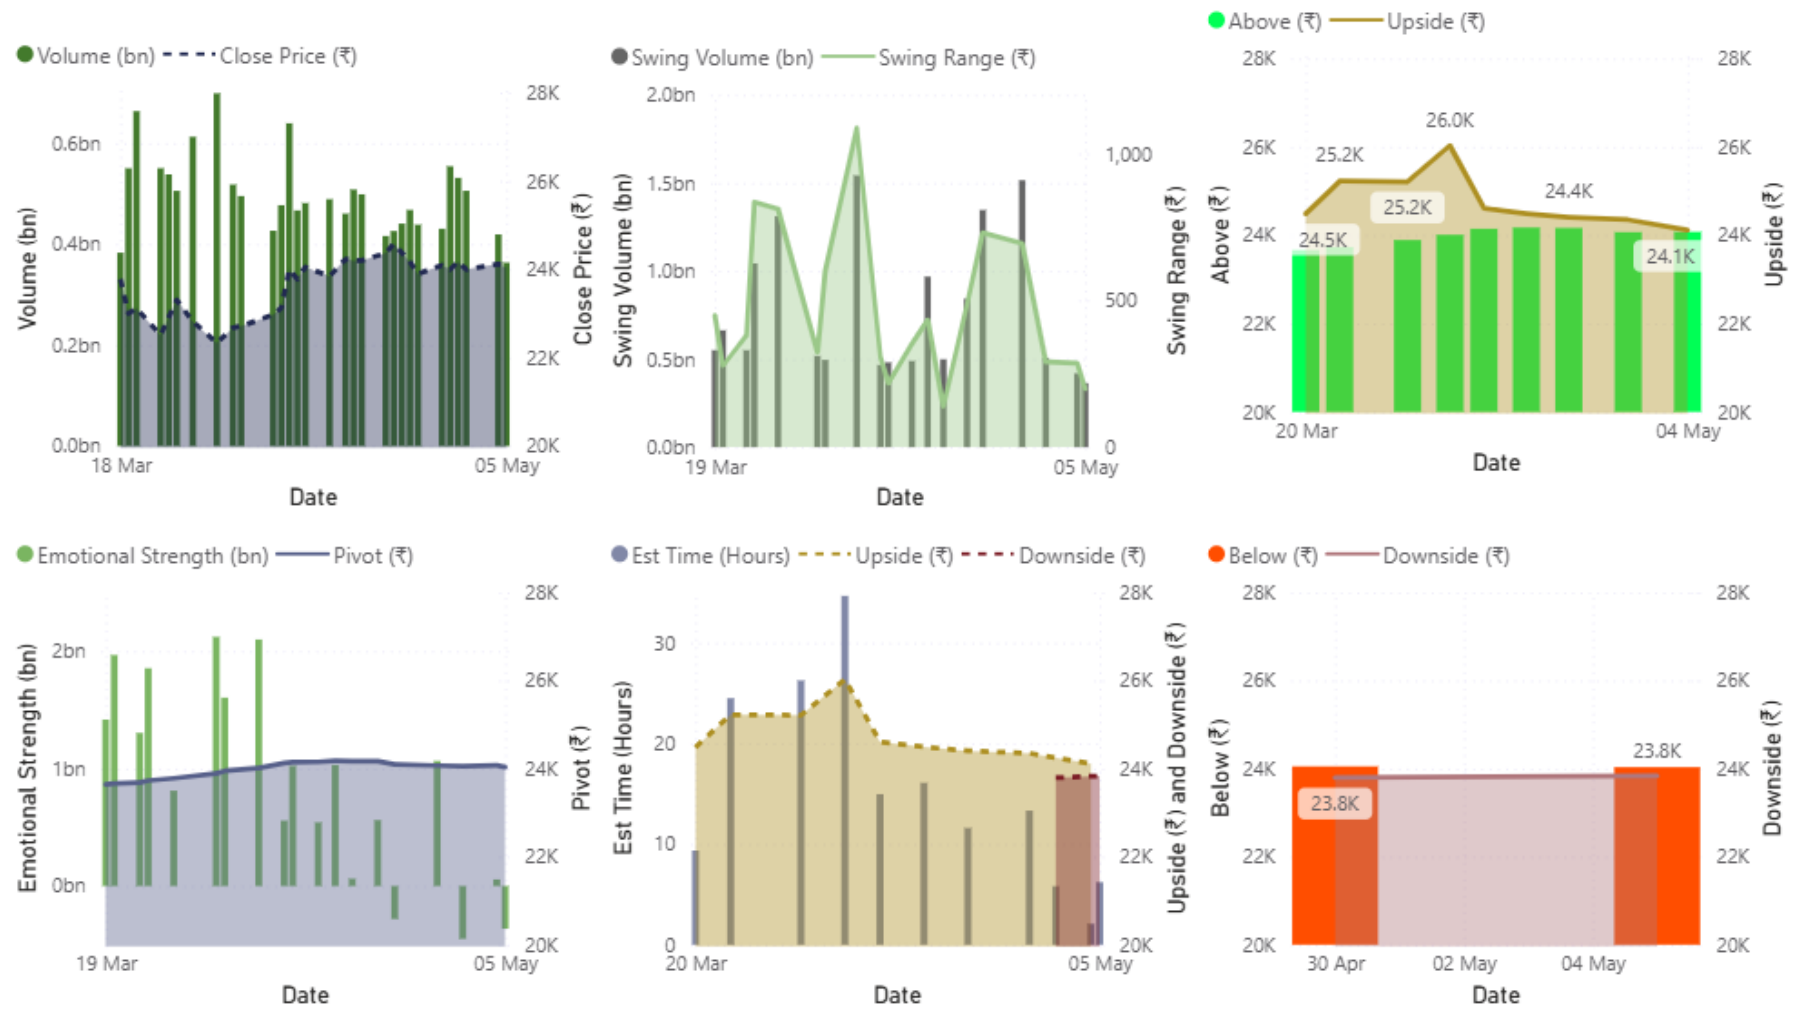 Volume (bn) Close Price (₹)
0.6bn
0.4bn
0.2bn
0.0bn
28K
26K
24K
22K
20K
18 Mar
05 May
Volume (bn)
Close Price (₹)
Date
Swing Volume (bn) Swing Range (₹)
2.0bn
1.5bn
1.0bn
0.5bn
0.0bn
1,000
500
0
19 Mar
05 May
Swing Volume (bn)
Swing Range (₹)
Date
Above (₹) Upside (₹)
28K
26K
24K
22K
20K
28K
26K
24K
22K
20K
24.5K
25.2K
25.2K
26.0K
24.4K
24.1K
20 Mar
04 May
Above (₹)
Upside (₹)
Date
Emotional Strength (bn) Pivot (₹)
2bn
1bn
0bn
28K
26K
24K
22K
20K
19 Mar
05 May
Emotional Strength (bn)
Pivot (₹)
Date
Est Time (Hours) Upside (₹) Downside (₹)
30
20
10
0
28K
26K
24K
22K
20K
20 Mar
05 May
Est Time (Hours)
Upside (₹) and Downside (₹)
Date
Below (₹) Downside (₹)
28K
26K
24K
22K
20K
28K
26K
24K
22K
20K
23.8K
23.8K
30 Apr
02 May
04 May
Below (₹)
Downside (₹)
Date